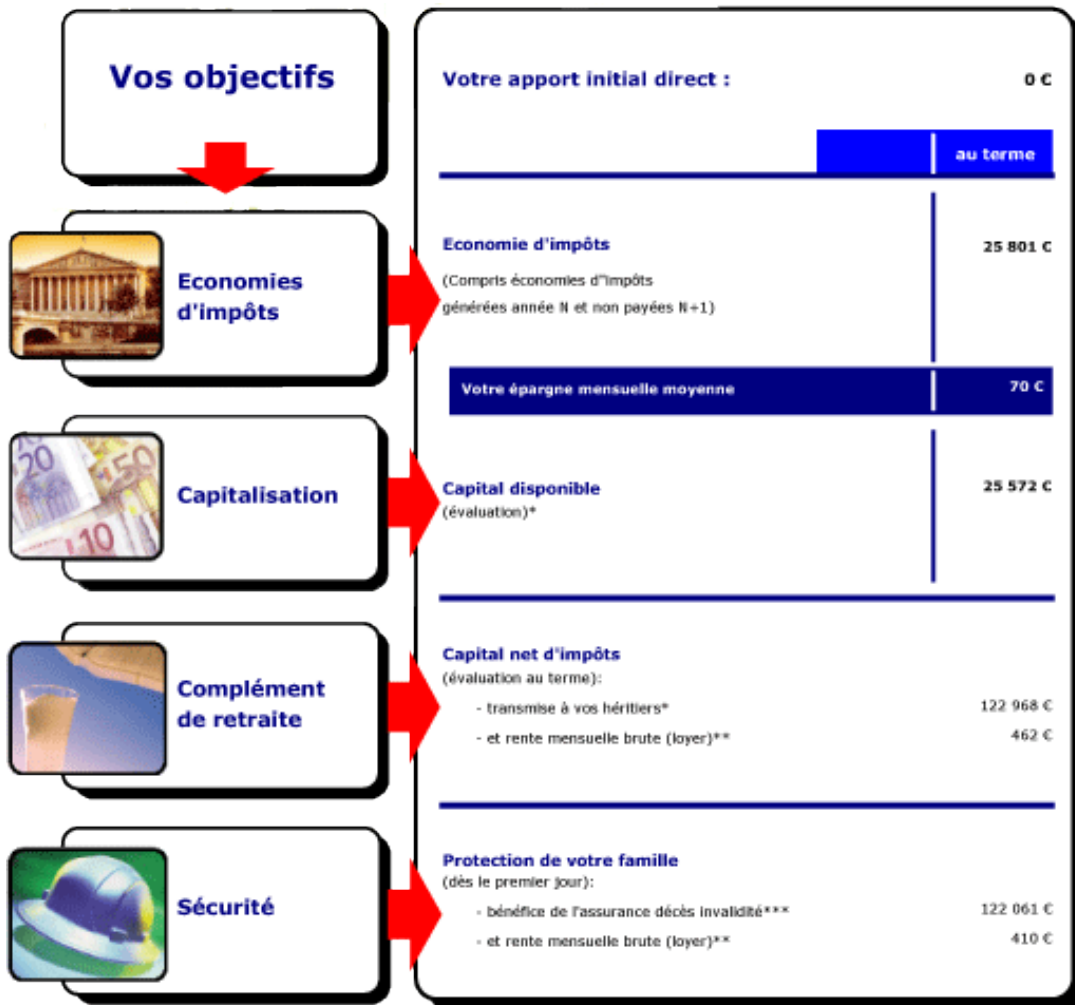 Vos objectifs
Votre apport initial direct : 0 €
au terme
Economies
d'impôts
Economie d'impôts 25 801 €
(Compris économies d"impôts
générées année N et non payées N+1)
Votre épargne mensuelle moyenne 70 €
20
50
10
Capitalisation
Capital disponible 25 572 €
(évaluation)*
Complément
de retraite
Capital net d'impôts
(évaluation au terme):
- transmise à vos héritiers* 122 968 €
- et rente mensuelle brute (loyer)** 462 €
Sécurité
Protection de votre famille
(dès le premier jour):
- bénéfice de l'assurance décès invalidité*** 122 061 €
- et rente mensuelle brute (loyer)** 410 €